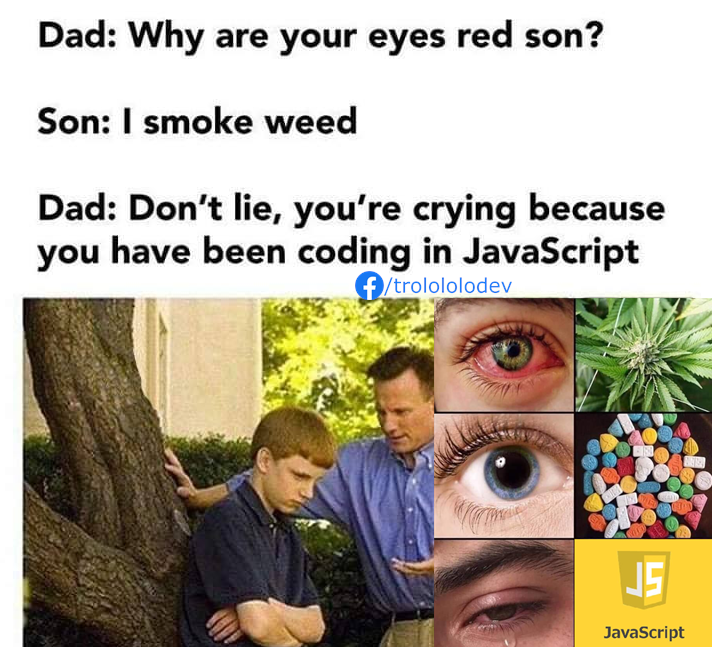 Dad: Why are your eyes red son?
Son: I smoke weed
Dad: Don't lie, you're crying because
you have been coding in JavaScript
f/trolololodev
JS
JavaScript